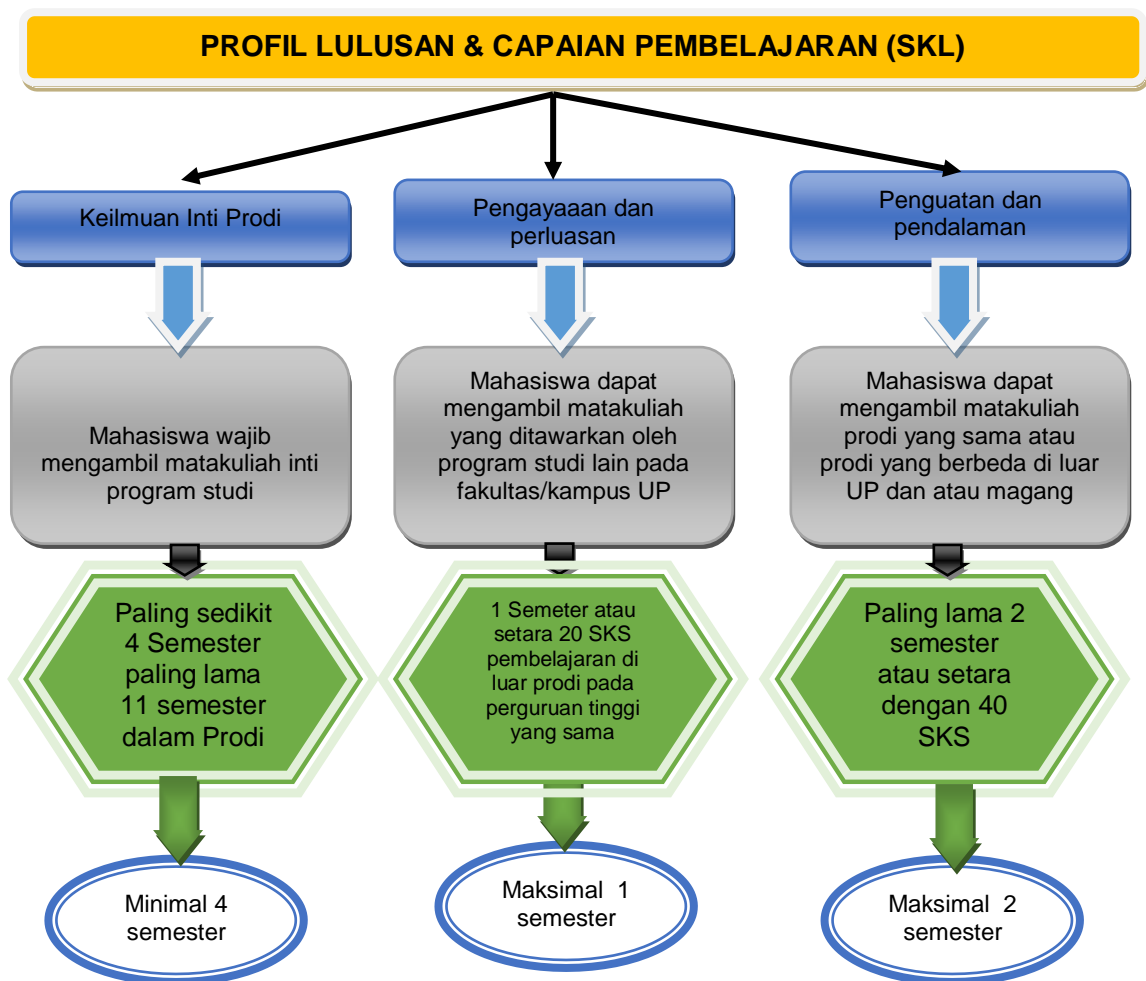 PROFIL LULUSAN & CAPAIAN PEMBELAJARAN (SKL)
Keilmuan Inti Prodi
Pengayaaan dan
perluasan
Penguatan dan
pendalaman
Mahasiswa wajib
mengambil matakuliah inti
program studi
Mahasiswa dapat
mengambil matakuliah
yang ditawarkan oleh
program studi lain pada
fakultas/kampus UP
Mahasiswa dapat
mengambil matakuliah
prodi yang sama atau
prodi yang berbeda di luar
UP dan atau magang
Paling sedikit
4 Semester
paling lama
11 semester
dalam Prodi
1 Semeter atau
setara 20 SKS
pembelajaran di
luar prodi pada
perguruan tinggi
yang sama
Paling lama 2
semester
atau setara
dengan 40
SKS
Minimal 4
semester
Maksimal 1
semester
Maksimal 2
semester